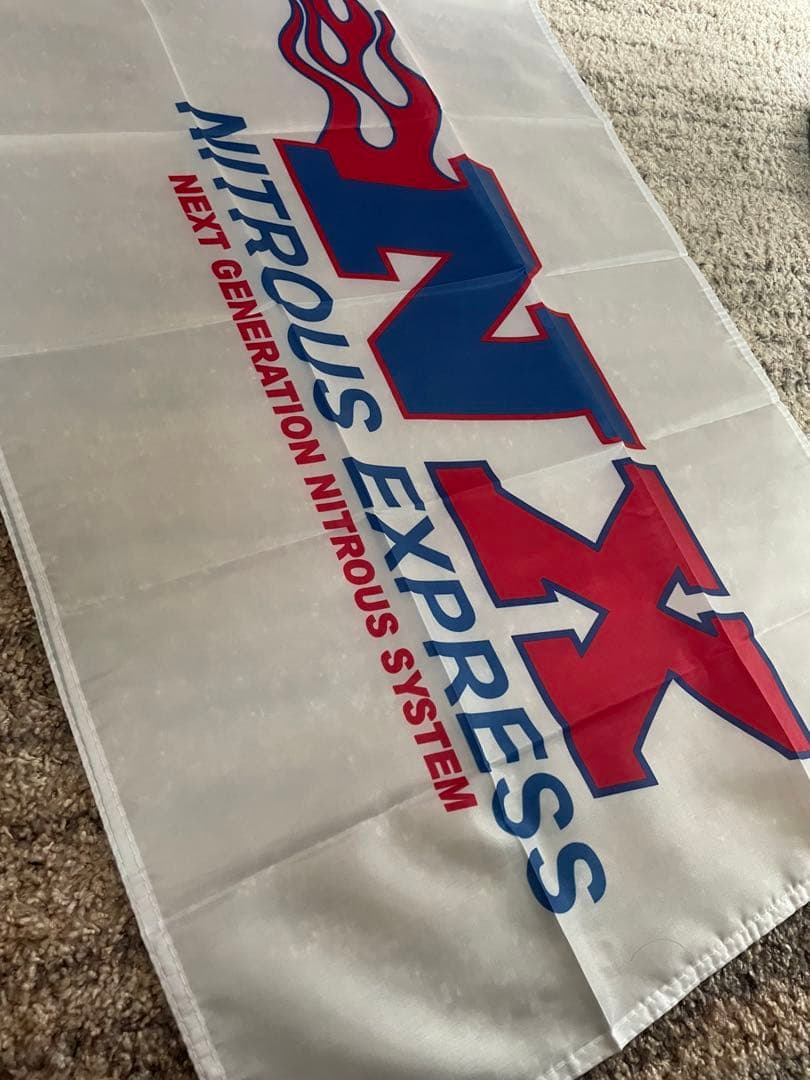 NX
NITROUS EXPRESS
NEXT GENERATION NITROUS SYSTEM